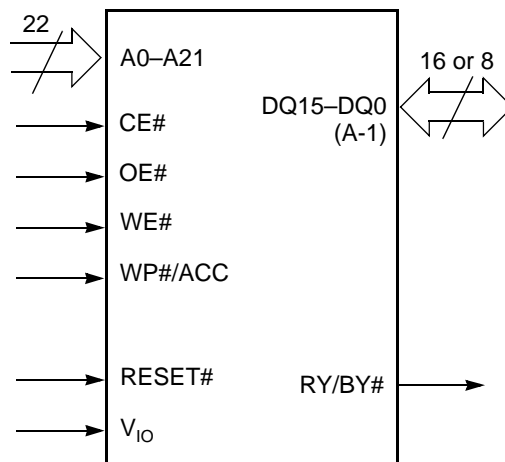 22
A0–A21
16 or 8
DQ15–DQ0
(A-1)
CE#
OE#
WE#
WP#/ACC
RESET#
RY/BY#
VIO